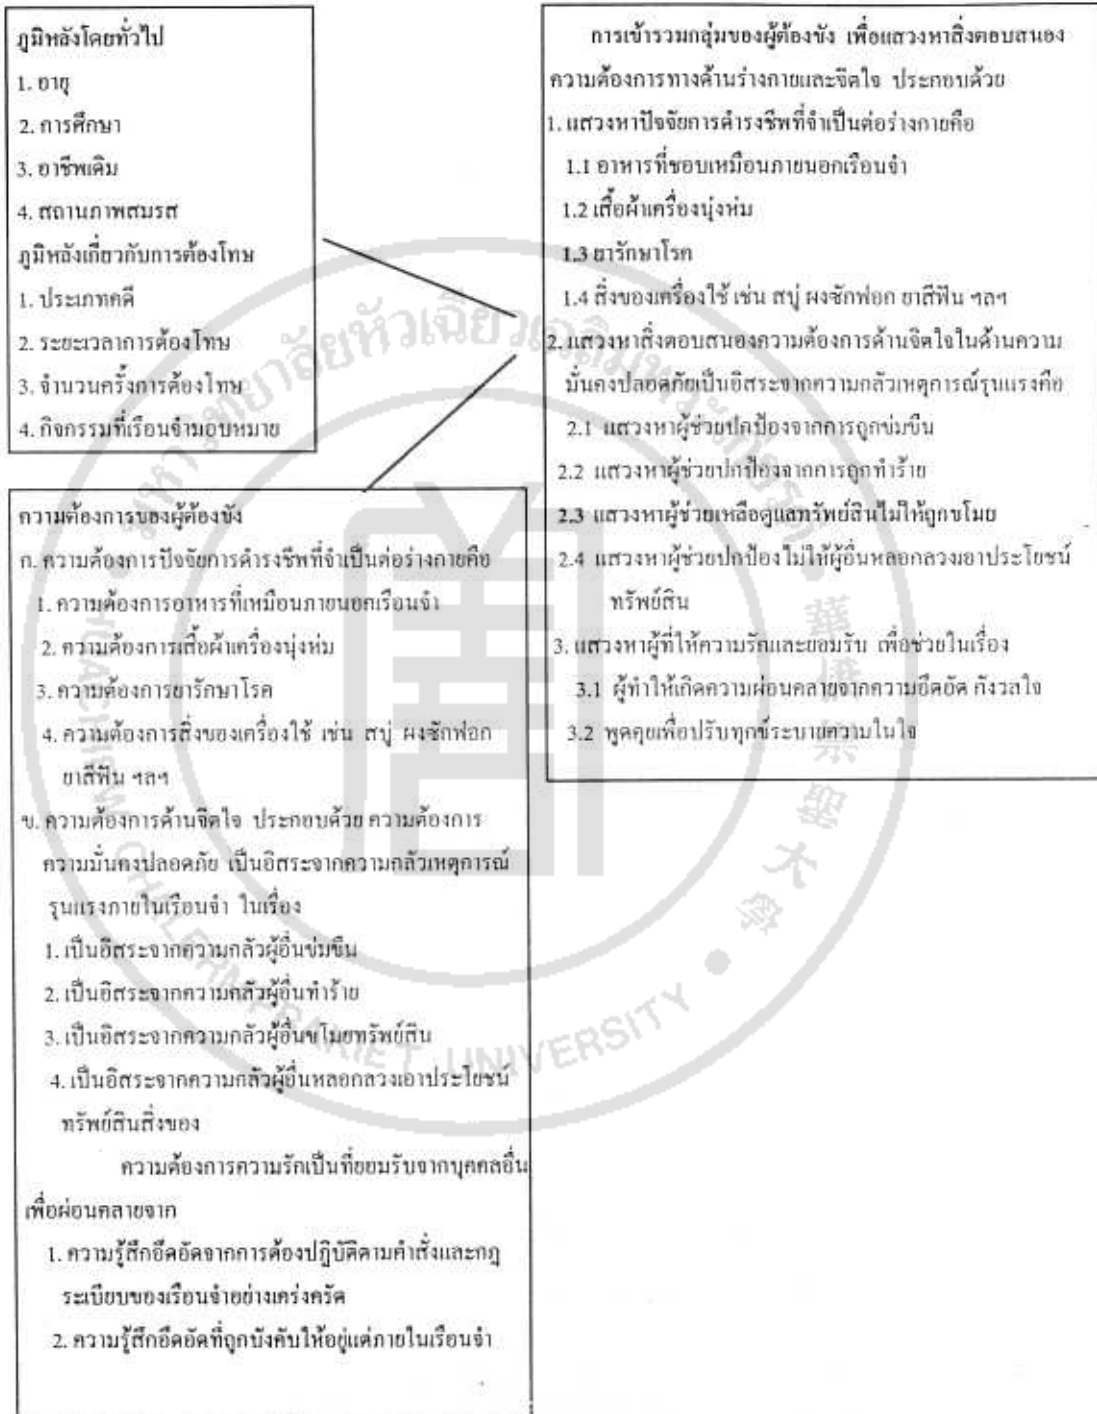 ภูมิหลังโดยทั่วไป
1. อายุ
2. การศึกษา
3. อาชีพเดิม
4. สถานภาพสมรส
ภูมิหลังเกี่ยวกับการต้องโทษ
1. ประเภทคดี
2. ระยะเวลาการต้องโทษ
3. จำนวนครั้งการต้องโทษ
4. กิจกรรมที่เรือนจำมอบหมาย
ความต้องการของผู้ต้องขัง
ก. ความต้องการปัจจัยการดำรงชีพที่จำเป็นต่อร่างกายคือ
1. ความต้องการอาหารที่เหมือนภายนอกเรือนจำ
2. ความต้องการเสื้อผ้าเครื่องนุ่งห่ม
3. ความต้องการยารักษาโรค
4. ความต้องการสิ่งของเครื่องใช้ เช่น สบู่ ผงซักฟอก
ยาสีฟัน ฯลฯ
ข. ความต้องการด้านจิตใจ ประกอบด้วย ความต้องการ
ความมั่นคงปลอดภัย เป็นอิสระจากความกลัวเหตุการณ์
รุนแรงภายในเรือนจำ ในเรื่อง
1. เป็นอิสระจากความกลัวผู้อื่นข่มขืน
2. เป็นอิสระจากความกลัวผู้อื่นทำร้าย
3. เป็นอิสระจากความกลัวผู้อื่นขโมยทรัพย์สิน
4. เป็นอิสระจากความกลัวผู้อื่นหลอกลวงเอาประโยชน์
ทรัพย์สินสิ่งของ
ความต้องการความรักเป็นที่ยอมรับจากบุคคลอื่น
เพื่อผ่อนคลายจาก
1. ความรู้สึกอึดอัดจากการต้องปฏิบัติตามคำสั่งและกฎ
ระเบียบของเรือนจำอย่างเคร่งครัด
2. ความรู้สึกอึดอัดที่ถูกบังคับให้อยู่แต่ภายในเรือนจำ
การเข้ารวมกลุ่มของผู้ต้องขัง เพื่อแสวงหาสิ่งตอบสนอง
ความต้องการทางด้านร่างกายและจิตใจ ประกอบด้วย
1. แสวงหาปัจจัยการดำรงชีพที่จำเป็นต่อร่างกายคือ
1.1 อาหารที่ชอบเหมือนภายนอกเรือนจำ
1.2 เสื้อผ้าเครื่องนุ่งห่ม
1.3 ยารักษาโรค
1.4 สิ่งของเครื่องใช้ เช่น สบู่ ผงซักฟอก ยาสีฟัน ฯลฯ
2. แสวงหาสิ่งตอบสนองความต้องการด้านจิตใจในด้านความ
มั่นคงปลอดภัยเป็นอิสระจากความกลัวเหตุการณ์รุนแรงคือ
2.1 แสวงหาผู้ช่วยปกป้องจากการถูกข่มขืน
2.2 แสวงหาผู้ช่วยปกป้องจากการถูกทำร้าย
2.3 แสวงหาผู้ช่วยเหลือดูแลทรัพย์สินไม่ให้ถูกขโมย
2.4 แสวงหาผู้ช่วยปกป้องไม่ให้ผู้อื่นหลอกลวงเอาประโยชน์
ทรัพย์สิน
3. แสวงหาผู้ที่ให้ความรักและยอมรับ เพื่อช่วยในเรื่อง
3.1 ผู้ทำให้เกิดความผ่อนคลายจากความอึดอัด กังวลใจ
3.2 พูดคุยเพื่อปรับทุกข์ระบายความในใจ
มหาวิทยาลัยหัวเฉียวเฉลิมพระเกียรติ
HUACHIEW CHALERMPRAKIET UNIVERSITY
華僑崇聖大學